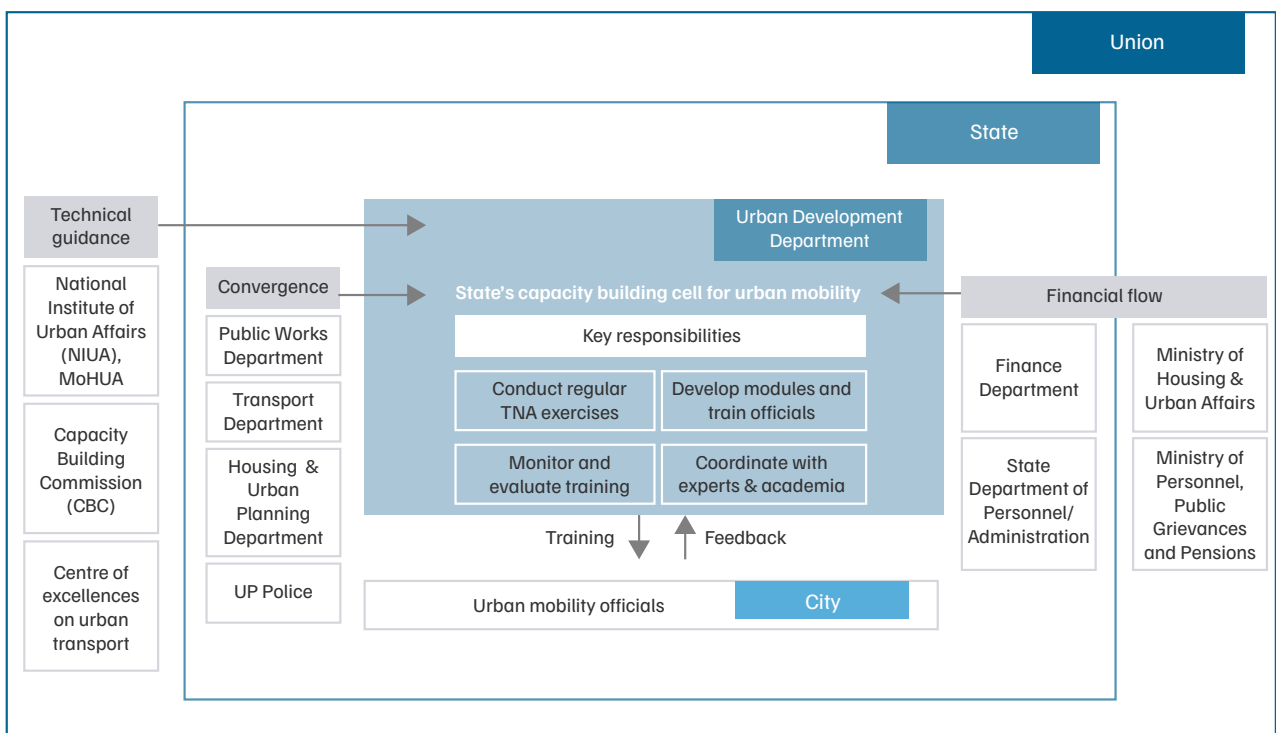 Union
State
Technical
guidance
National
Institute of
Urban Affairs
(NIUA),
MoHUA
Capacity
Building
Commission
(CBC)
Centre of
excellences
on urban
transport
Convergence
Public Works
Department
Transport
Department
Housing &
Urban
Planning
Department
UP Police
Urban Development
Department
State's capacity building cell for urban mobility
Key responsibilities
Conduct regular
TNA exercises
Develop modules and
train officials
Monitor and
evaluate training
Coordinate with
experts & academia
Training
Feedback
Urban mobility officials
City
Financial flow
Finance
Department
State
Department of
Personnel/
Administration
Ministry of
Housing &
Urban Affairs
Ministry of
Personnel,
Public
Grievances
and Pensions